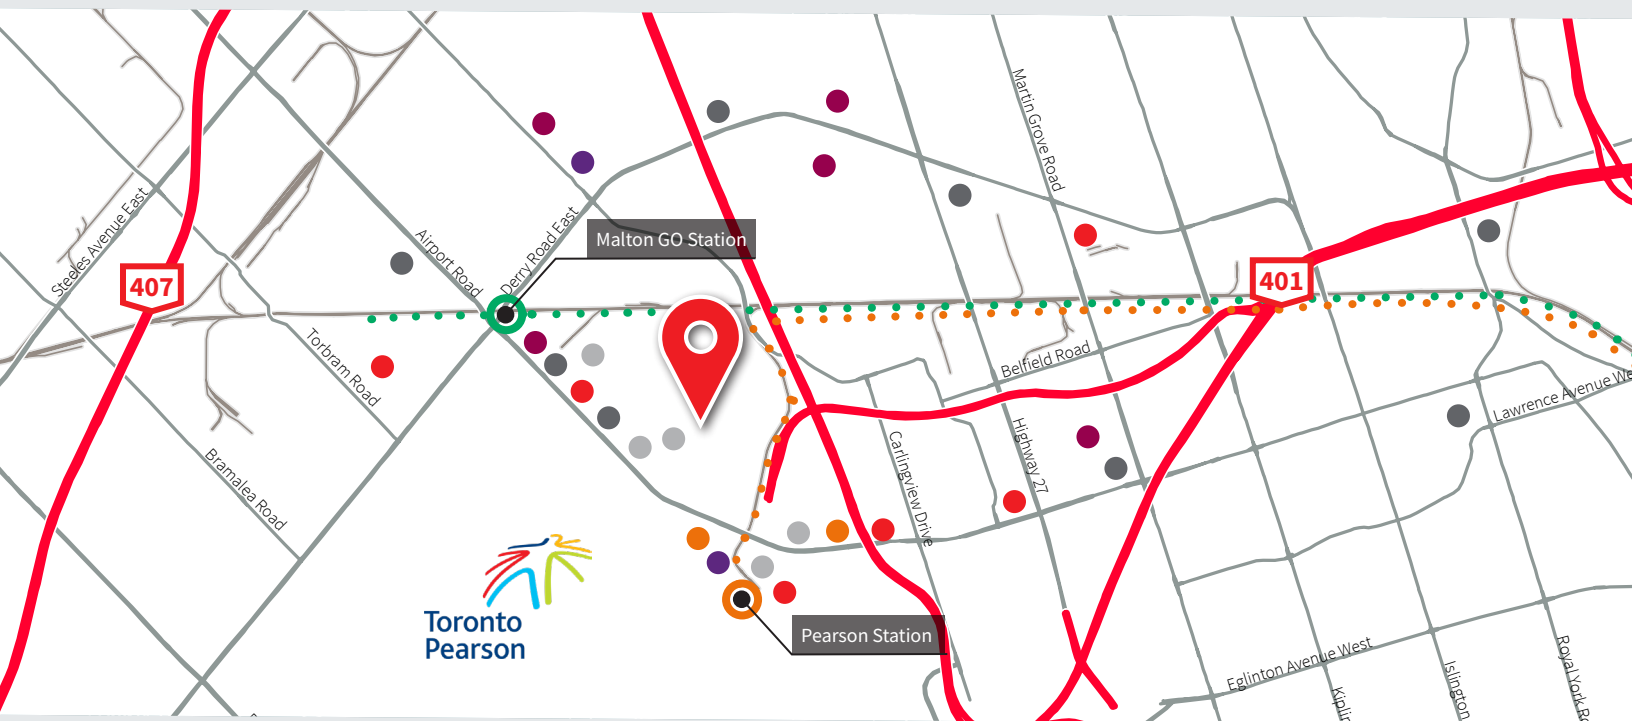 Martin Grove Road
Steeles Avenue East
Airport Road
Derry Road East
Malton GO Station
407
401
Torbram Road
Belfield Road
Lawrence Avenue We
Bramalea Road
Carlingview Drive
Highway 27
Toronto
Pearson
Pearson Station
Eglinton Avenue West
Kiplin
Islington
Royal York R